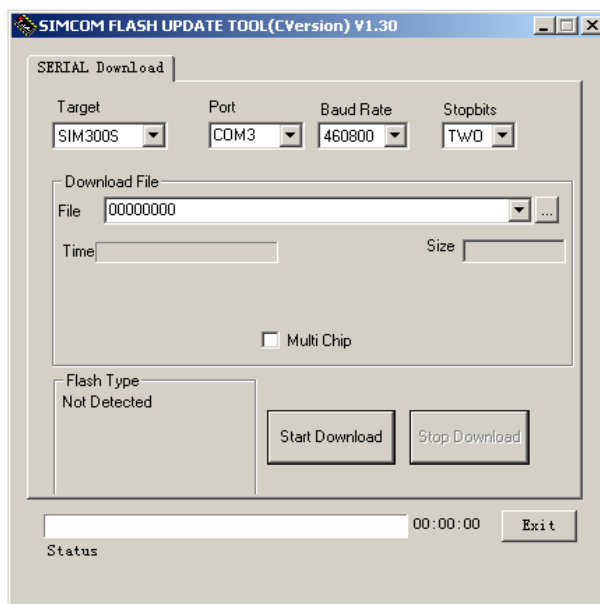 SIMCOM FLASH UPDATE TOOL(CVersion) V1.30
SERIAL Download
Target Port Baud Rate Stopbits
SIM300S COM3 460800 TWO
Download File
File 00000000 ...
Time Size
Multi Chip
Flash Type
Not Detected
Start Download Stop Download
00:00:00 Exit
Status